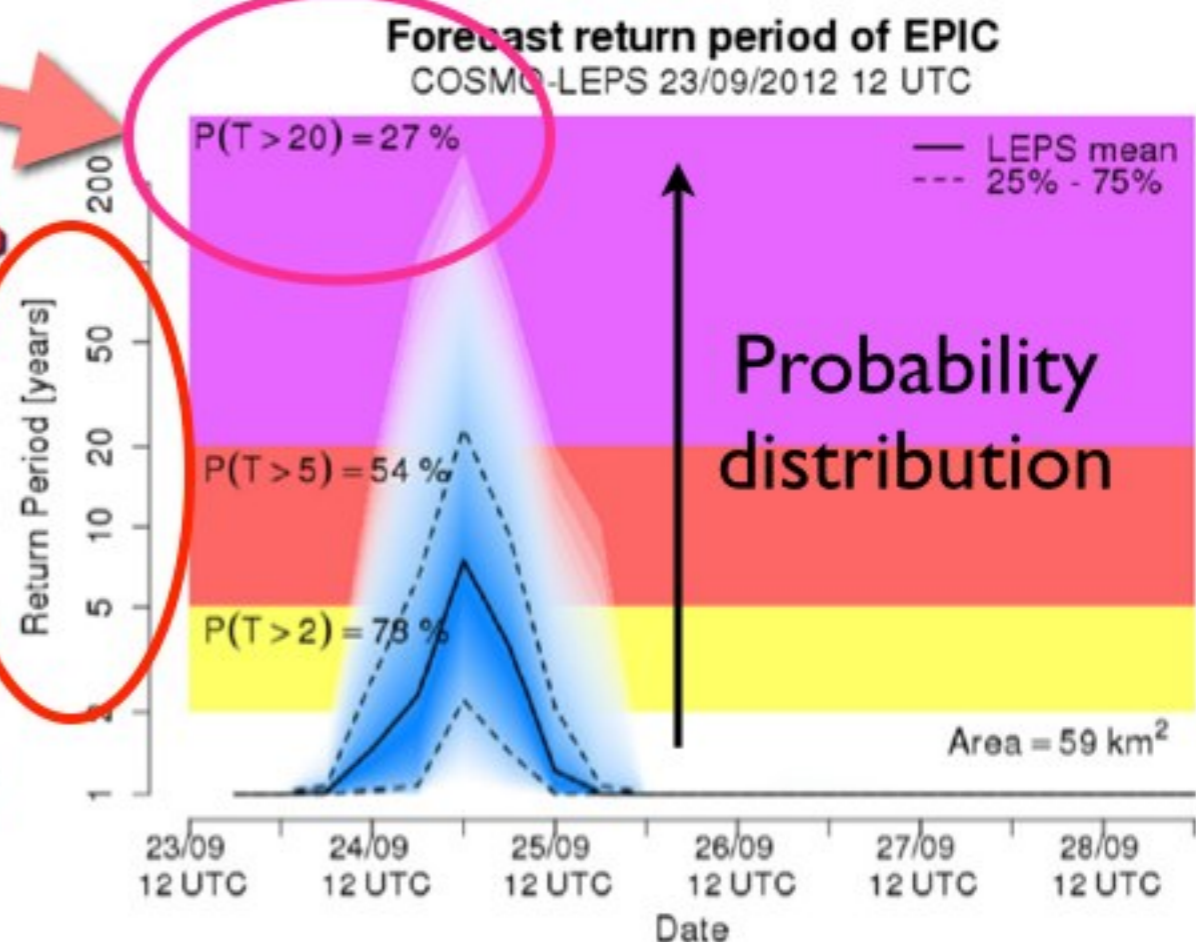 Forecast return period of EPIC
COSMO-LEPS 23/09/2012 12 UTC
P(T > 20) = 27 %
LEPS mean
25% - 75%
Return Period [years]
200
50
20
10
5
2
1
P(T > 5) = 54 %
P(T > 2) = 78 %
Probability
distribution
Area = 59 km²
23/09 24/09 25/09 26/09 27/09 28/09
12 UTC 12 UTC 12 UTC 12 UTC 12 UTC 12 UTC
Date